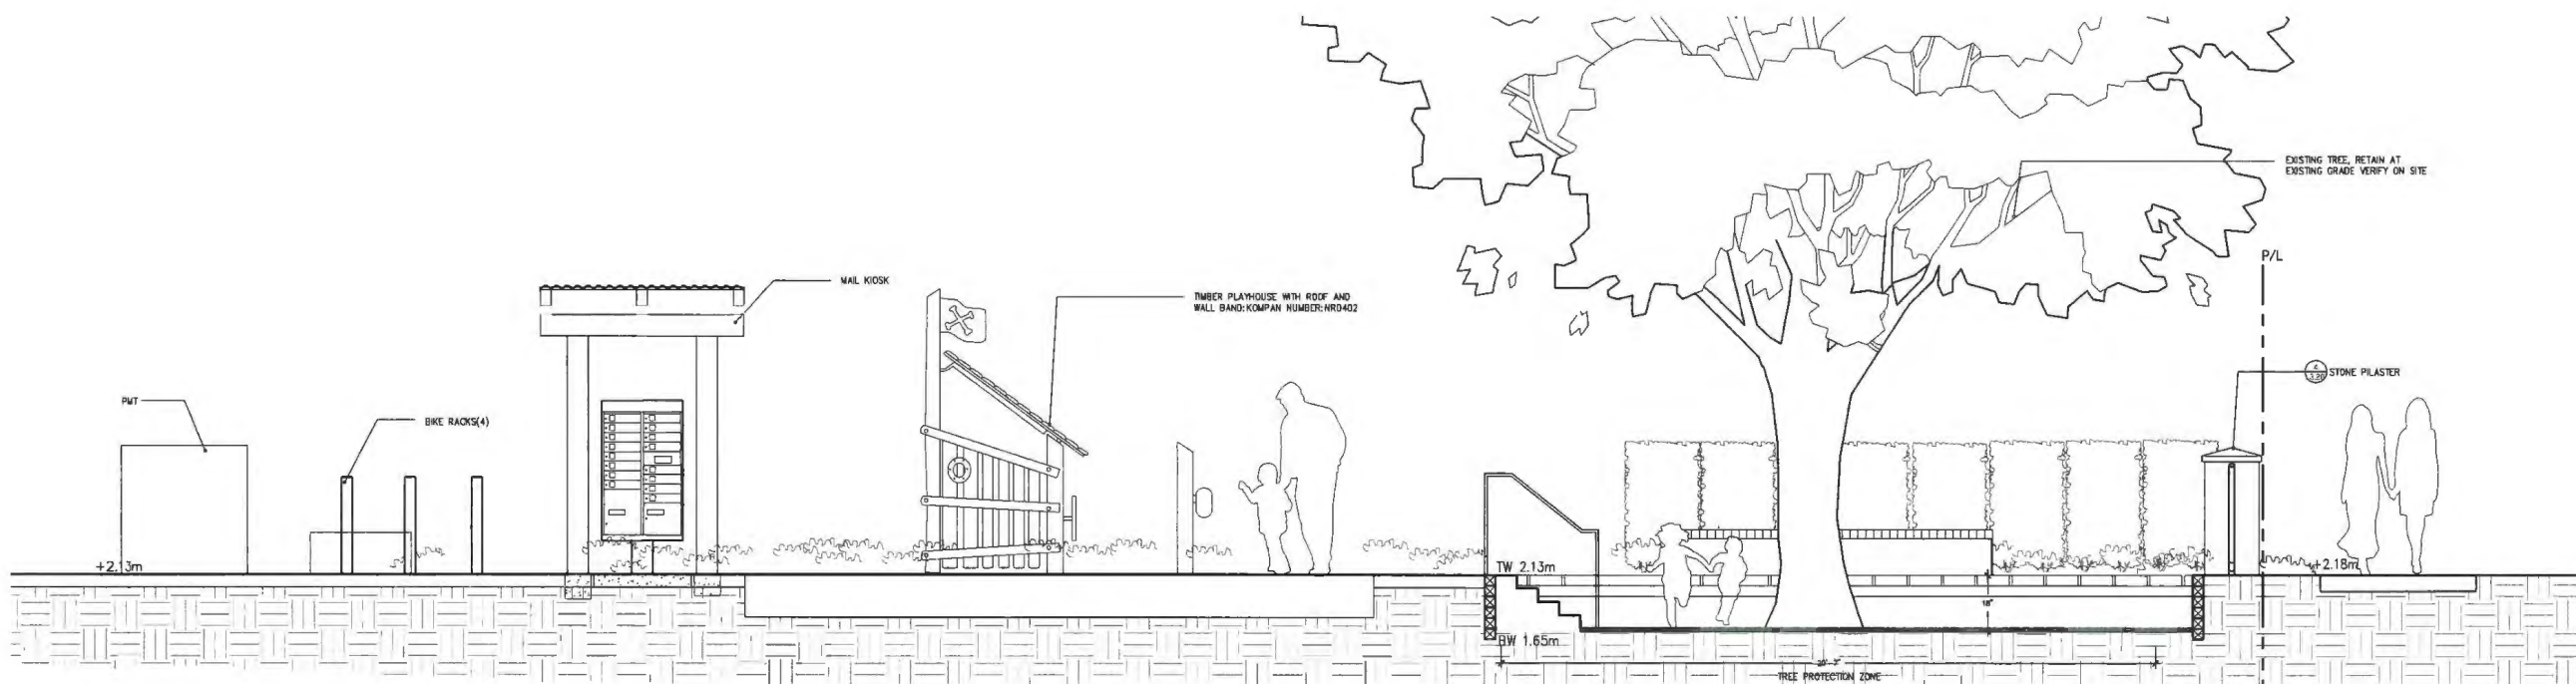 EXISTING TREE, RETAIN AT
EXISTING GRADE VERIFY ON SITE
P/L
MAIL KIOSK
TIMBER PLAYHOUSE WITH ROOF AND
WALL BAND: KOMPAN NUMBER: NRO402
STONE PILASTER
PMT
BIKE RACKS(4)
+2.13m
TW 2.13m
+2.18m
18"
BW 1.65m
TREE PROTECTION ZONE